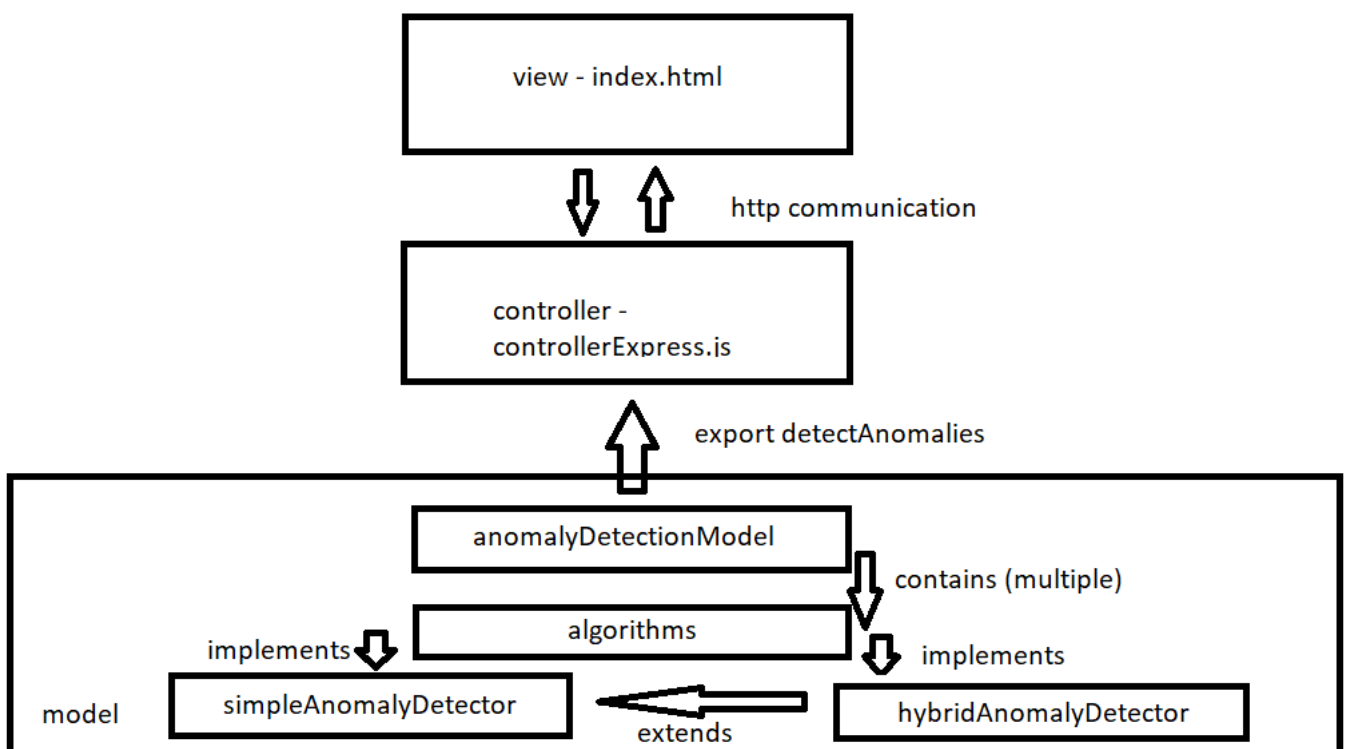 view - index.html
http communication
controller -
controllerExpress.js
export detectAnomalies
anomalyDetectionModel
contains (multiple)
algorithms
implements
implements
simpleAnomalyDetector
hybridAnomalyDetector
model
extends